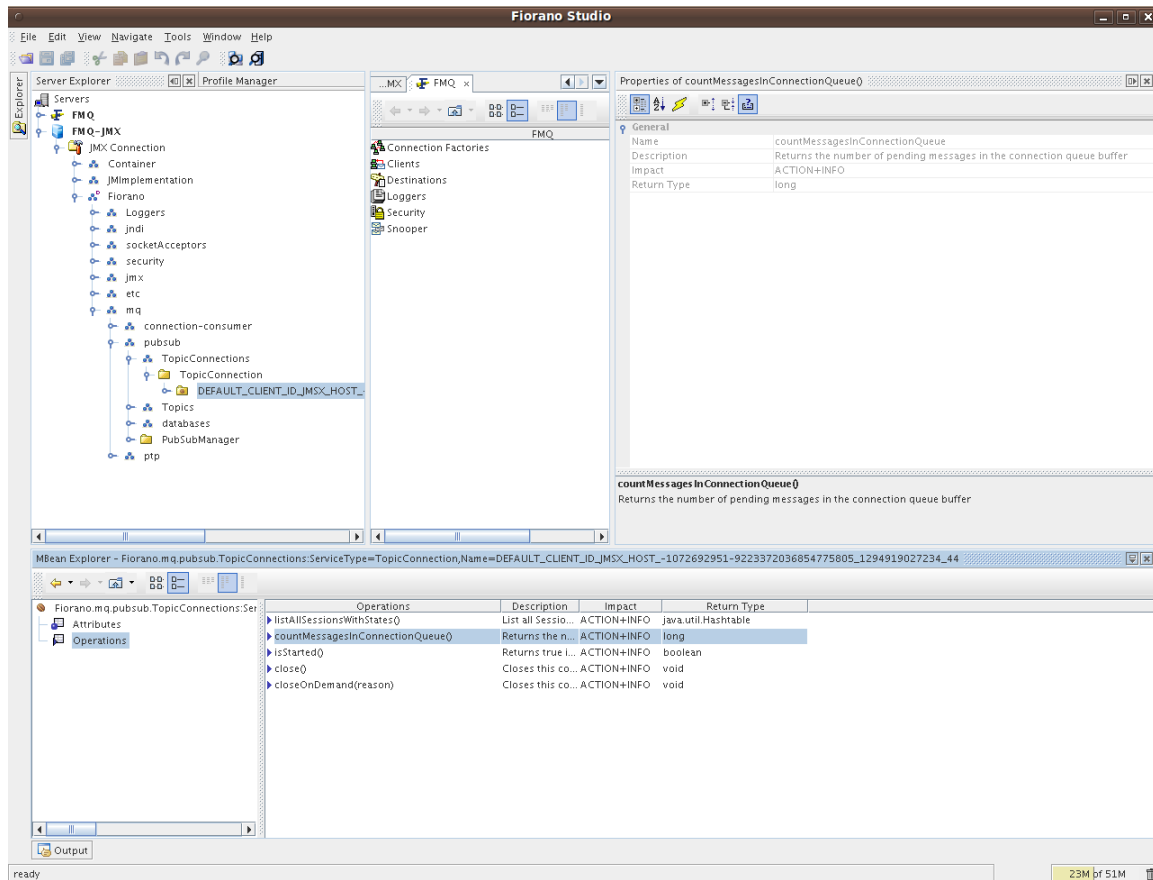 Fiorano Studio
File Edit View Navigate Tools Window Help
Explorer
Server Explorer Profile Manager
Servers
FMQ
FMQ-JMX
JMX Connection
Container
JMImplementation
Fiorano
Loggers
jndi
socketAcceptors
security
jmx
etc
mq
connection-consumer
pubsub
TopicConnections
TopicConnection
DEFAULT_CLIENT_ID_JMSX_HOST_-
Topics
databases
PubSubManager
ptp
...MX FMQ
FMQ
Connection Factories
Clients
Destinations
Loggers
Security
Snooper
Properties of countMessagesInConnectionQueue()
General
Name countMessagesInConnectionQueue
Description Returns the number of pending messages in the connection queue buffer
Impact ACTION+INFO
Return Type long
countMessagesInConnectionQueue()
Returns the number of pending messages in the connection queue buffer
MBean Explorer - Fiorano.mq.pubsub.TopicConnections:ServiceType=TopicConnection,Name=DEFAULT_CLIENT_ID_JMSX_HOST_-1072692951-9223372036854775805_1294919027234_44
Fiorano.mq.pubsub.TopicConnections:Ser
Attributes
Operations
Operations Description Impact Return Type
listAllSessionsWithStates() List all Sessio... ACTION+INFO java.util.Hashtable
countMessagesInConnectionQueue() Returns the n... ACTION+INFO long
isStarted() Returns true i... ACTION+INFO boolean
close() Closes this co... ACTION+INFO void
closeOnDemand(reason) Closes this co... ACTION+INFO void
Output
ready 23M of 51M